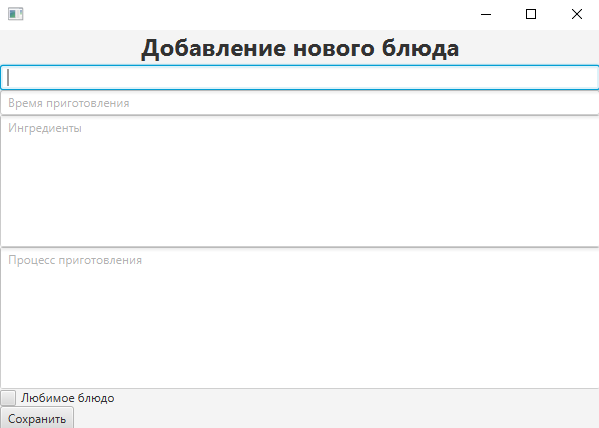 Добавление нового блюда
Время приготовления
Ингредиенты
Процесс приготовления
Любимое блюдо
Сохранить